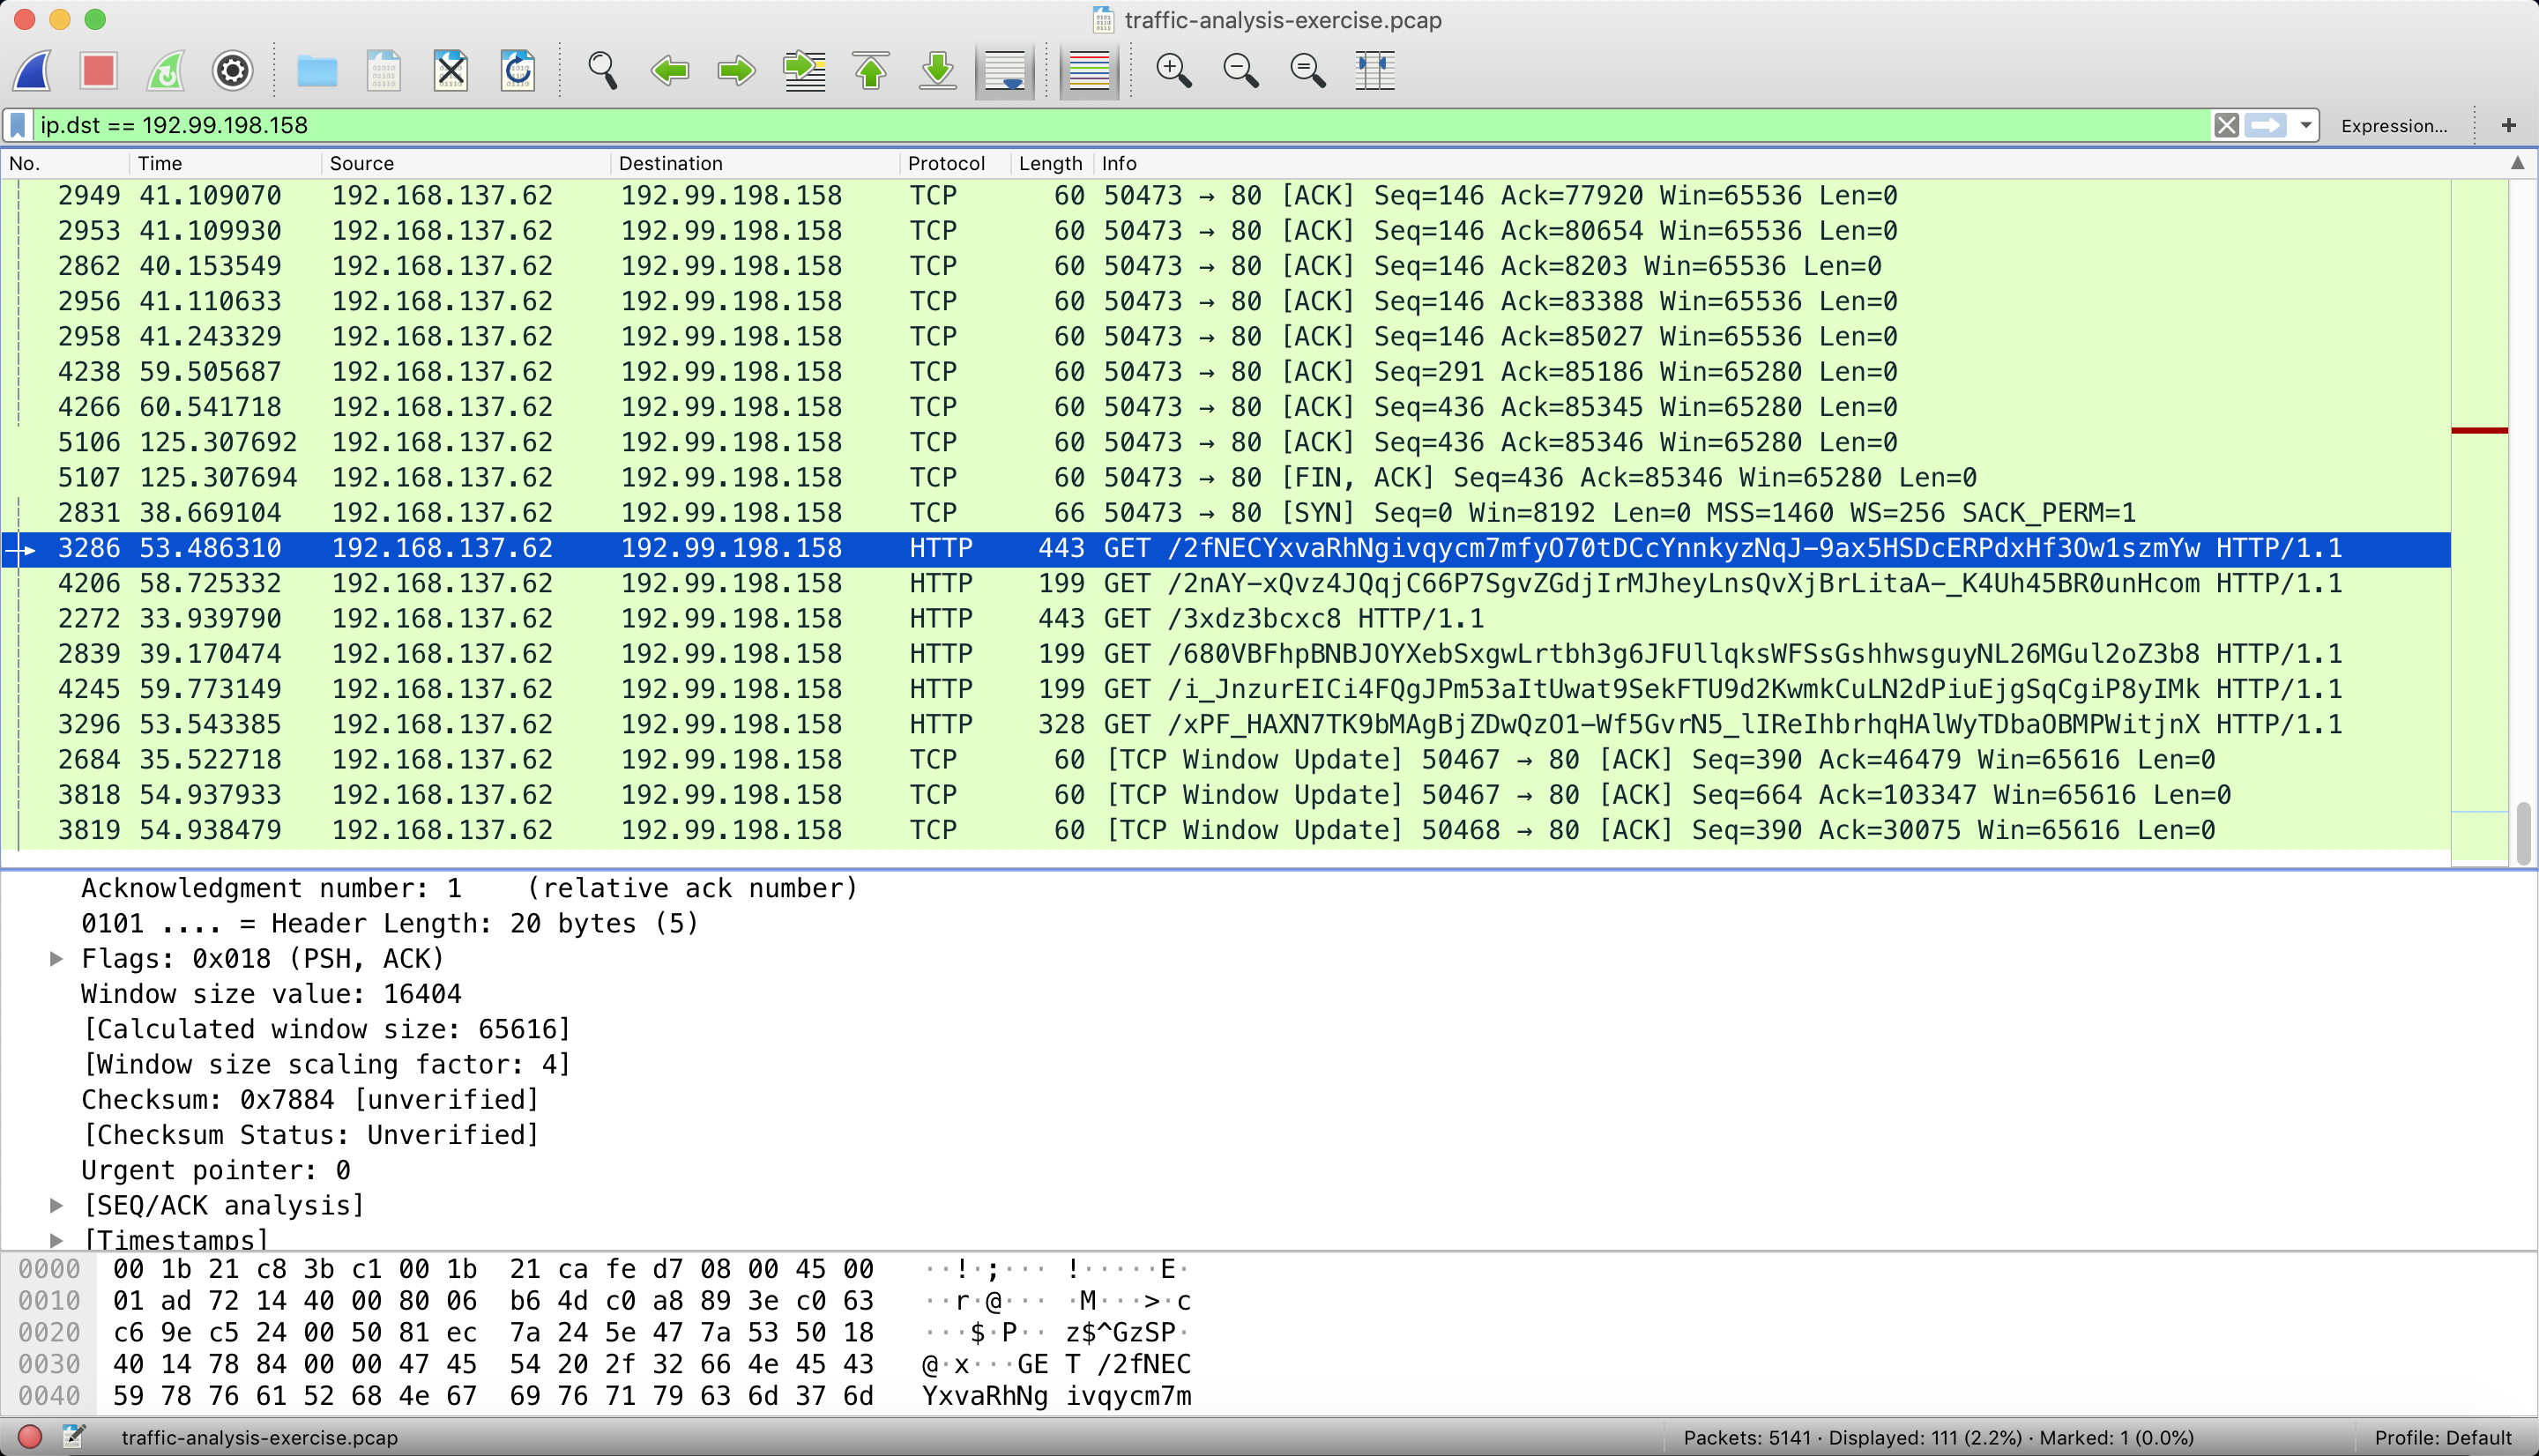 traffic-analysis-exercise.pcap
ip.dst == 192.99.198.158
Expression... +
No. Time Source Destination Protocol Length Info
2949 41.109070 192.168.137.62 192.99.198.158 TCP 60 50473 → 80 [ACK] Seq=146 Ack=77920 Win=65536 Len=0
2953 41.109930 192.168.137.62 192.99.198.158 TCP 60 50473 → 80 [ACK] Seq=146 Ack=80654 Win=65536 Len=0
2862 40.153549 192.168.137.62 192.99.198.158 TCP 60 50473 → 80 [ACK] Seq=146 Ack=8203 Win=65536 Len=0
2956 41.110633 192.168.137.62 192.99.198.158 TCP 60 50473 → 80 [ACK] Seq=146 Ack=83388 Win=65536 Len=0
2958 41.243329 192.168.137.62 192.99.198.158 TCP 60 50473 → 80 [ACK] Seq=146 Ack=85027 Win=65536 Len=0
4238 59.505687 192.168.137.62 192.99.198.158 TCP 60 50473 → 80 [ACK] Seq=291 Ack=85186 Win=65280 Len=0
4266 60.541718 192.168.137.62 192.99.198.158 TCP 60 50473 → 80 [ACK] Seq=436 Ack=85345 Win=65280 Len=0
5106 125.307692 192.168.137.62 192.99.198.158 TCP 60 50473 → 80 [ACK] Seq=436 Ack=85346 Win=65280 Len=0
5107 125.307694 192.168.137.62 192.99.198.158 TCP 60 50473 → 80 [FIN, ACK] Seq=436 Ack=85346 Win=65280 Len=0
2831 38.669104 192.168.137.62 192.99.198.158 TCP 66 50473 → 80 [SYN] Seq=0 Win=8192 Len=0 MSS=1460 WS=256 SACK_PERM=1
3286 53.486310 192.168.137.62 192.99.198.158 HTTP 443 GET /2fNECYxvaRhNgivqycm7mfyO70tDCcYnnkyzNqJ-9ax5HSDcERPdxHf3Ow1szmYw HTTP/1.1
4206 58.725332 192.168.137.62 192.99.198.158 HTTP 199 GET /2nAY-xQvz4JQqjC66P7SgvZGdjIrMJheyLnsQvXjBrLitaA-_K4Uh45BR0unHcom HTTP/1.1
2272 33.939790 192.168.137.62 192.99.198.158 HTTP 443 GET /3xdz3bcxc8 HTTP/1.1
2839 39.170474 192.168.137.62 192.99.198.158 HTTP 199 GET /680VBFhpBNBJOYXebSxgwLrtbh3g6JFUllqksWFSsGshhwsguyNL26MGul2oZ3b8 HTTP/1.1
4245 59.773149 192.168.137.62 192.99.198.158 HTTP 199 GET /i_JnzurEICi4FQgJPm53aItUwat9SekFTU9d2KwmkCuLN2dPiuEjgSqCgiP8yIMk HTTP/1.1
3296 53.543385 192.168.137.62 192.99.198.158 HTTP 328 GET /xPF_HAXN7TK9bMAgBjZDwQzO1-Wf5GvrN5_lIReIhbrhqHAlWyTDbaOBMPWitjnX HTTP/1.1
2684 35.522718 192.168.137.62 192.99.198.158 TCP 60 [TCP Window Update] 50467 → 80 [ACK] Seq=390 Ack=46479 Win=65616 Len=0
3818 54.937933 192.168.137.62 192.99.198.158 TCP 60 [TCP Window Update] 50467 → 80 [ACK] Seq=664 Ack=103347 Win=65616 Len=0
3819 54.938479 192.168.137.62 192.99.198.158 TCP 60 [TCP Window Update] 50468 → 80 [ACK] Seq=390 Ack=30075 Win=65616 Len=0
Acknowledgment number: 1 (relative ack number)
0101 .... = Header Length: 20 bytes (5)
Flags: 0x018 (PSH, ACK)
Window size value: 16404
[Calculated window size: 65616]
[Window size scaling factor: 4]
Checksum: 0x7884 [unverified]
[Checksum Status: Unverified]
Urgent pointer: 0
[SEQ/ACK analysis]
[Timestamps]
0000 00 1b 21 c8 3b c1 00 1b 21 ca fe d7 08 00 45 00 ··!·;··· !·····E·
0010 01 ad 72 14 40 00 80 06 b6 4d c0 a8 89 3e c0 63 ··r·@··· ·M···>·c
0020 c6 9e c5 24 00 50 81 ec 7a 24 5e 47 7a 53 50 18 ···$·P·· z$^GzSP·
0030 40 14 78 84 00 00 47 45 54 20 2f 32 66 4e 45 43 @·x···GE T /2fNEC
0040 59 78 76 61 52 68 4e 67 69 76 71 79 63 6d 37 6d YxvaRhNg ivqycm7m
traffic-analysis-exercise.pcap
Packets: 5141 · Displayed: 111 (2.2%) · Marked: 1 (0.0%)
Profile: Default